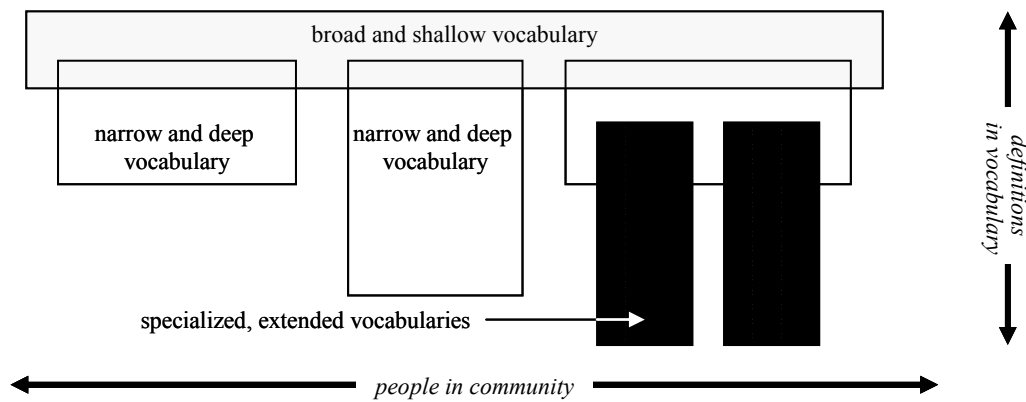 broad and shallow vocabulary
narrow and deep
vocabulary
narrow and deep
vocabulary
specialized, extended vocabularies
people in community
definitions
in vocabulary